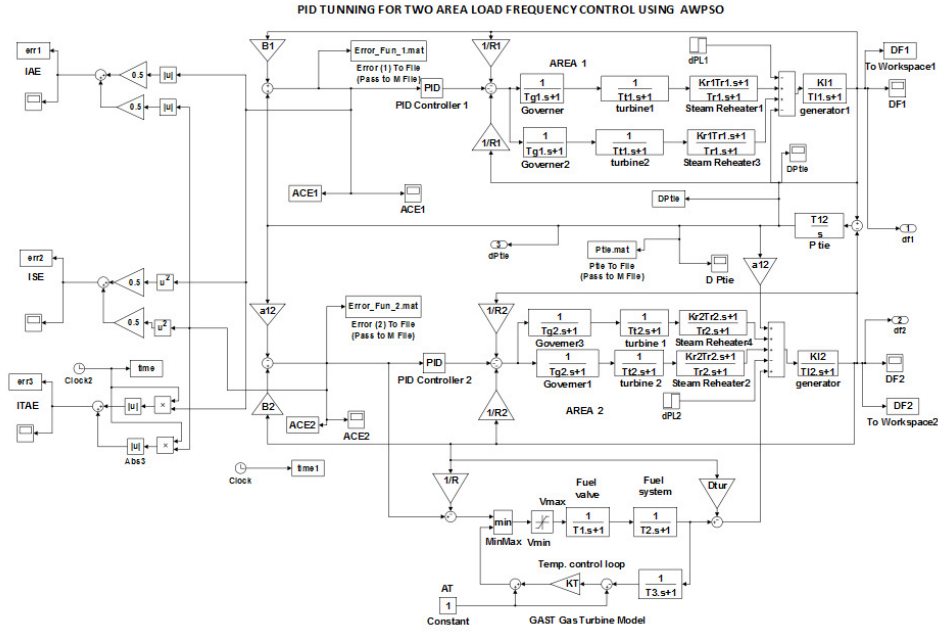 PID TUNNING FOR TWO AREA LOAD FREQUENCY CONTROL USING AWPSO
err1
IAE
0.5
|u|
0.5
|u|
B1
Error_Fun_1.mat
Error (1) To File
(Pass to M File)
PID
PID Controller 1
1/R1
1/R1
AREA 1
1
Tg1.s+1
Governer
1
Tt1.s+1
turbine1
Kr1Tr1.s+1
Tr1.s+1
Steam Reheater1
dPL1
KI1
TI1.s+1
generator1
DF1
To Workspace1
DF1
1
Tg1.s+1
Governer2
1
Tt1.s+1
turbine2
Kr1Tr1.s+1
Tr1.s+1
Steam Reheater3
DPtie
ACE1
ACE1
DPtie
T12
s
P tie
1
df1
3
dPtie
Ptie.mat
Ptie To File
(Pass to M File)
D Ptie
a12
err2
ISE
0.5
u²
0.5
u²
a12
Error_Fun_2.mat
Error (2) To File
(Pass to M File)
PID
PID Controller 2
1/R2
1/R2
1
Tg2.s+1
Governer3
1
Tt2.s+1
turbine 1
Kr2Tr2.s+1
Tr2.s+1
Steam Reheater4
1
Tg2.s+1
Governer1
1
Tt2.s+1
turbine 2
Kr2Tr2.s+1
Tr2.s+1
Steam Reheater2
AREA 2
dPL2
KI2
TI2.s+1
generator
2
df2
DF2
DF2
To Workspace2
err3
ITAE
Clock2
time
|u|
×
|u|
×
Abs3
B2
ACE2
ACE2
Clock
time1
1/R
Dtur
min
MinMax
Vmax
Vmin
Fuel
valve
1
T1.s+1
Fuel
system
1
T2.s+1
Temp. control loop
KT
1
T3.s+1
AT
1
Constant
GAST Gas Turbine Model